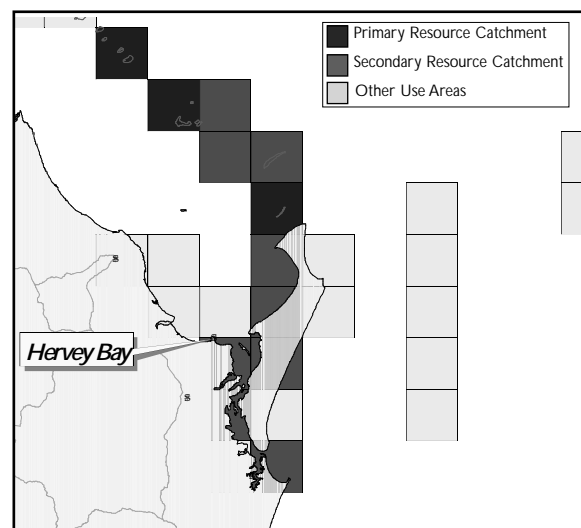 Primary Resource Catchment
Secondary Resource Catchment
Other Use Areas
Hervey Bay